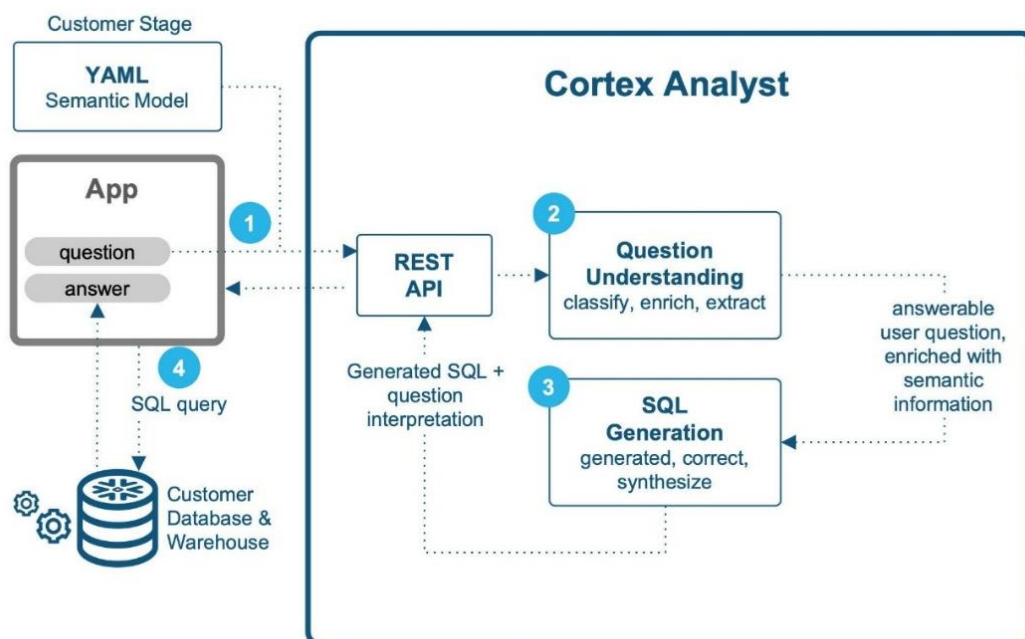 Customer Stage
YAML
Semantic Model
App
question
answer
1
4
SQL query
Customer
Database &
Warehouse
Cortex Analyst
REST
API
2
Question
Understanding
classify, enrich, extract
answerable
user question,
enriched with
semantic
information
3
SQL
Generation
generated, correct,
synthesize
Generated SQL +
question
interpretation